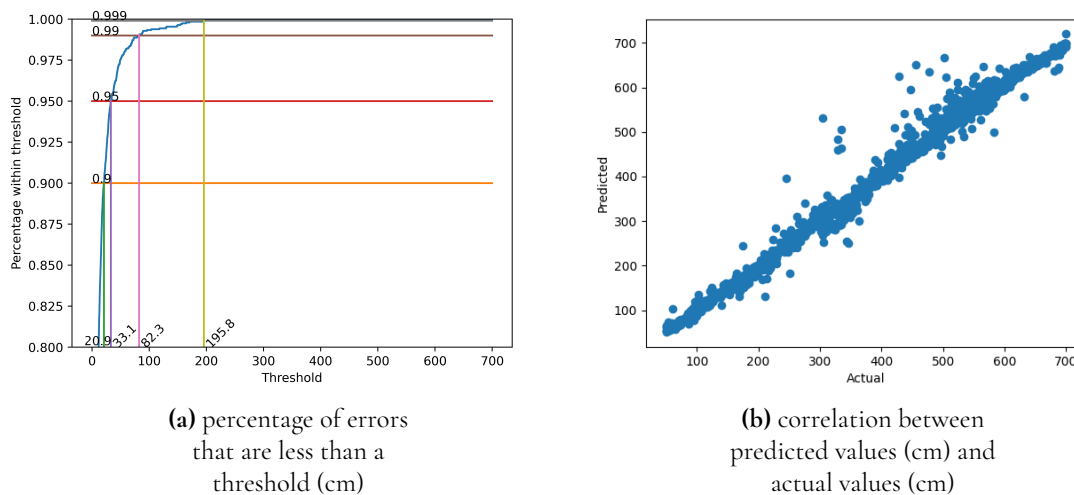 1.000
0.999
0.99
0.975
0.950
0.95
0.925
0.900
0.9
0.875
0.850
0.825
0.800
Percentage within threshold
20.9
33.1
82.3
195.8
0 100 200 300 400 500 600 700
Threshold
(a) percentage of errors
that are less than a
threshold (cm)
700
600
500
400
300
200
100
Predicted
100 200 300 400 500 600 700
Actual
(b) correlation between
predicted values (cm) and
actual values (cm)